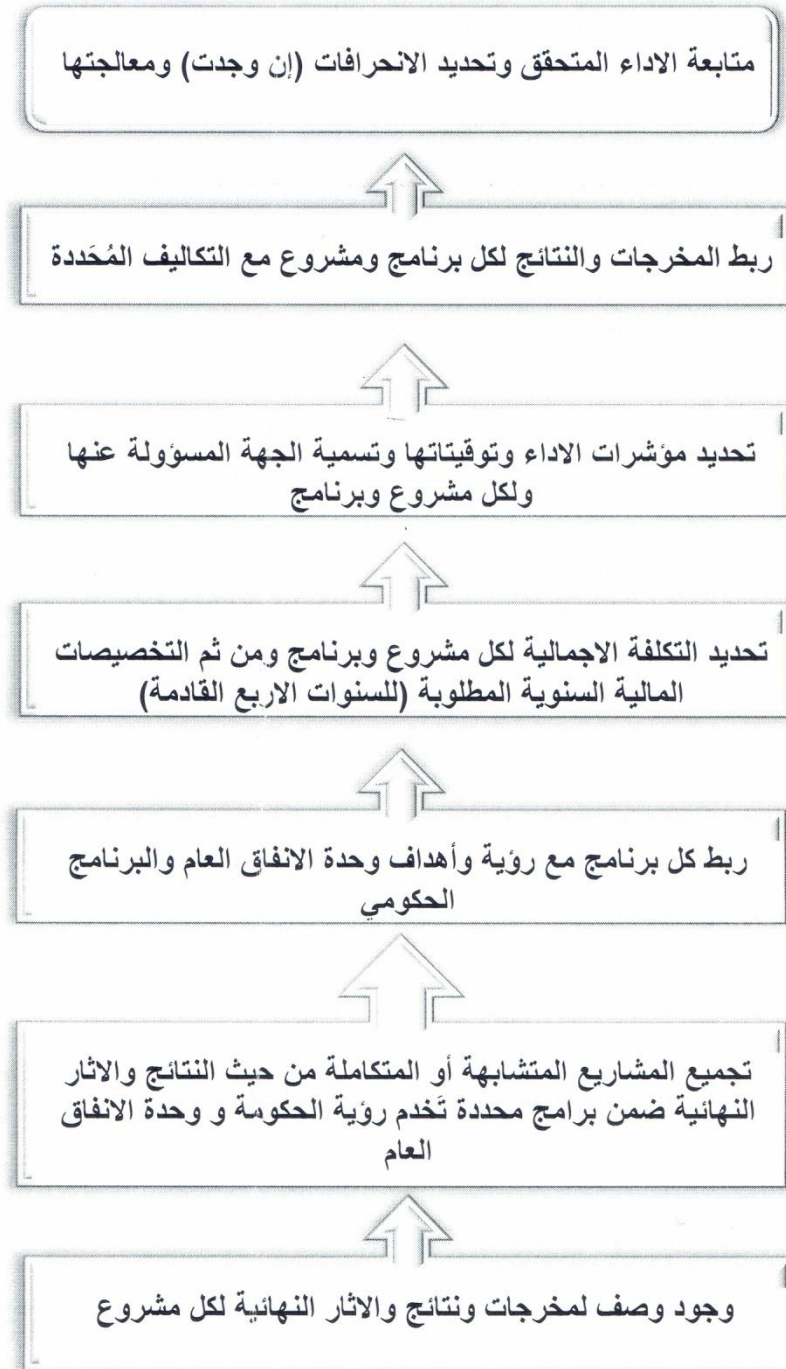 متابعة الاداء المتحقق وتحديد الانحرافات (إن وجدت) ومعالجتها
ربط المخرجات والنتائج لكل برنامج ومشروع مع التكاليف المُحَددة
تحديد مؤشرات الاداء وتوقيتاتها وتسمية الجهة المسؤولة عنها
ولكل مشروع وبرنامج
تحديد التكلفة الاجمالية لكل مشروع وبرنامج ومن ثم التخصيصات
المالية السنوية المطلوبة (للسنوات الاربع القادمة)
ربط كل برنامج مع رؤية وأهداف وحدة الانفاق العام والبرنامج
الحكومي
تجميع المشاريع المتشابهة أو المتكاملة من حيث النتائج والاثار
النهائية ضمن برامج محددة تَخدم رؤية الحكومة و وحدة الانفاق
العام
وجود وصف لمخرجات ونتائج والاثار النهائية لكل مشروع